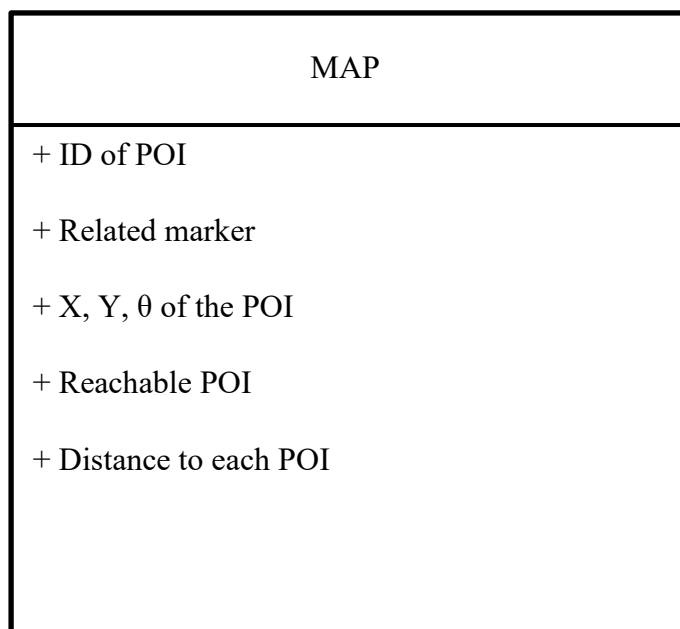 MAP
+ ID of POI
+ Related marker
+ X, Y, θ of the POI
+ Reachable POI
+ Distance to each POI